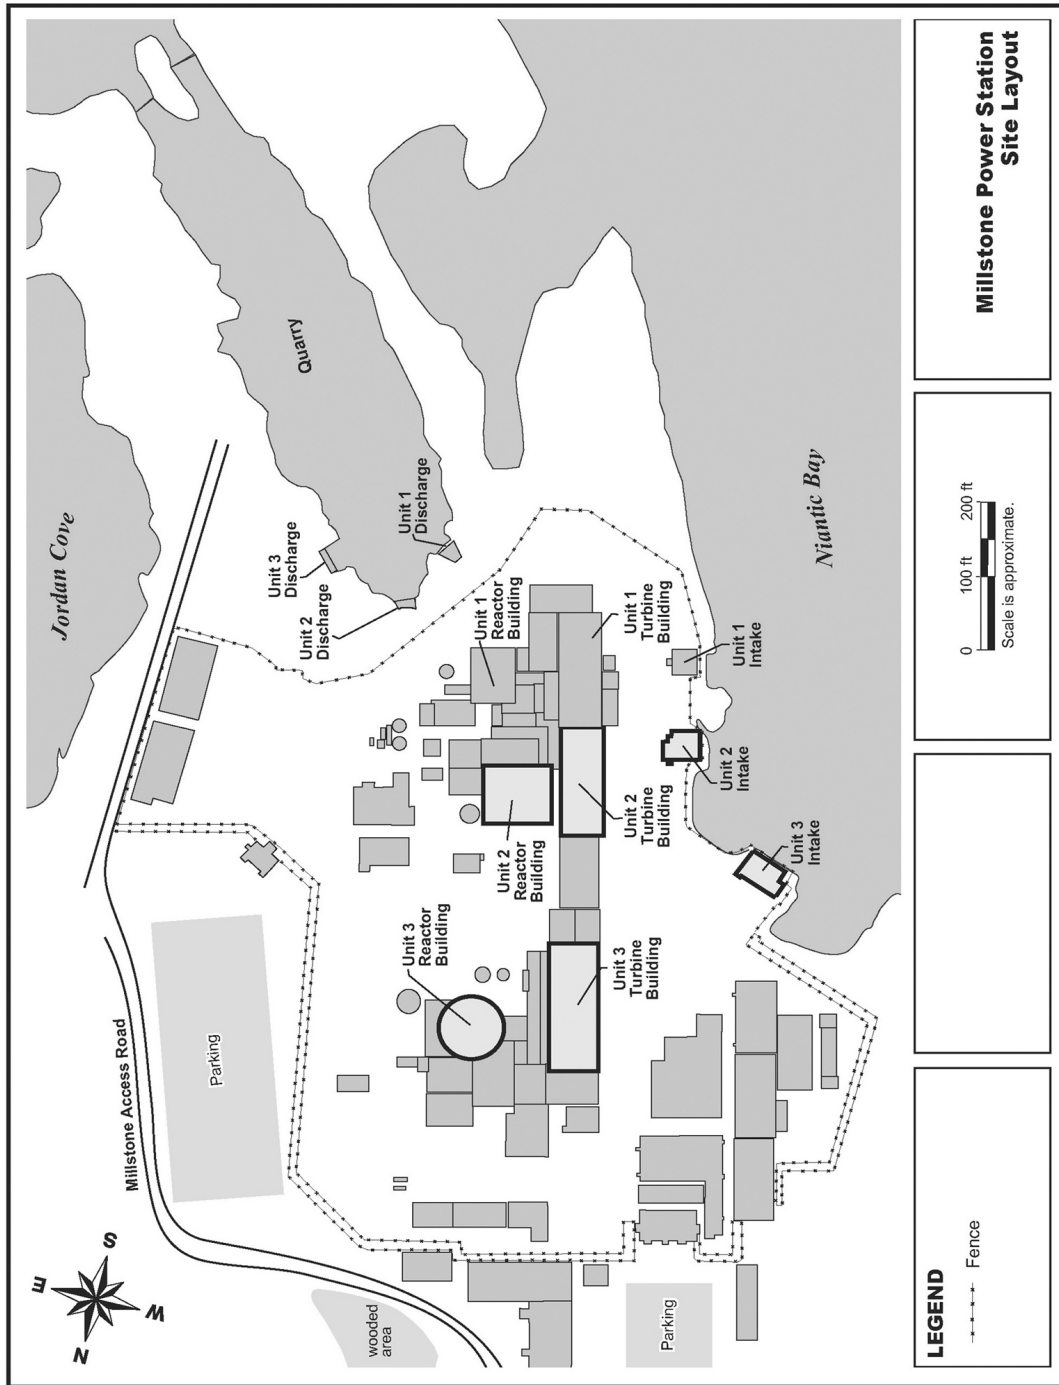 Jordan Cove
Quarry
Unit 3
Discharge
Unit 2
Discharge
Unit 1
Discharge
Unit 1
Reactor
Building
Unit 1
Turbine
Building
Unit 1
Intake
Niantic Bay
Unit 2
Reactor
Building
Unit 2
Turbine
Building
Unit 2
Intake
Unit 3
Reactor
Building
Unit 3
Turbine
Building
Unit 3
Intake
Millstone Access Road
Parking
wooded
area
Parking
N
E
S
W
LEGEND
Fence
0
100 ft
200 ft
Scale is approximate.
Millstone Power Station
Site Layout